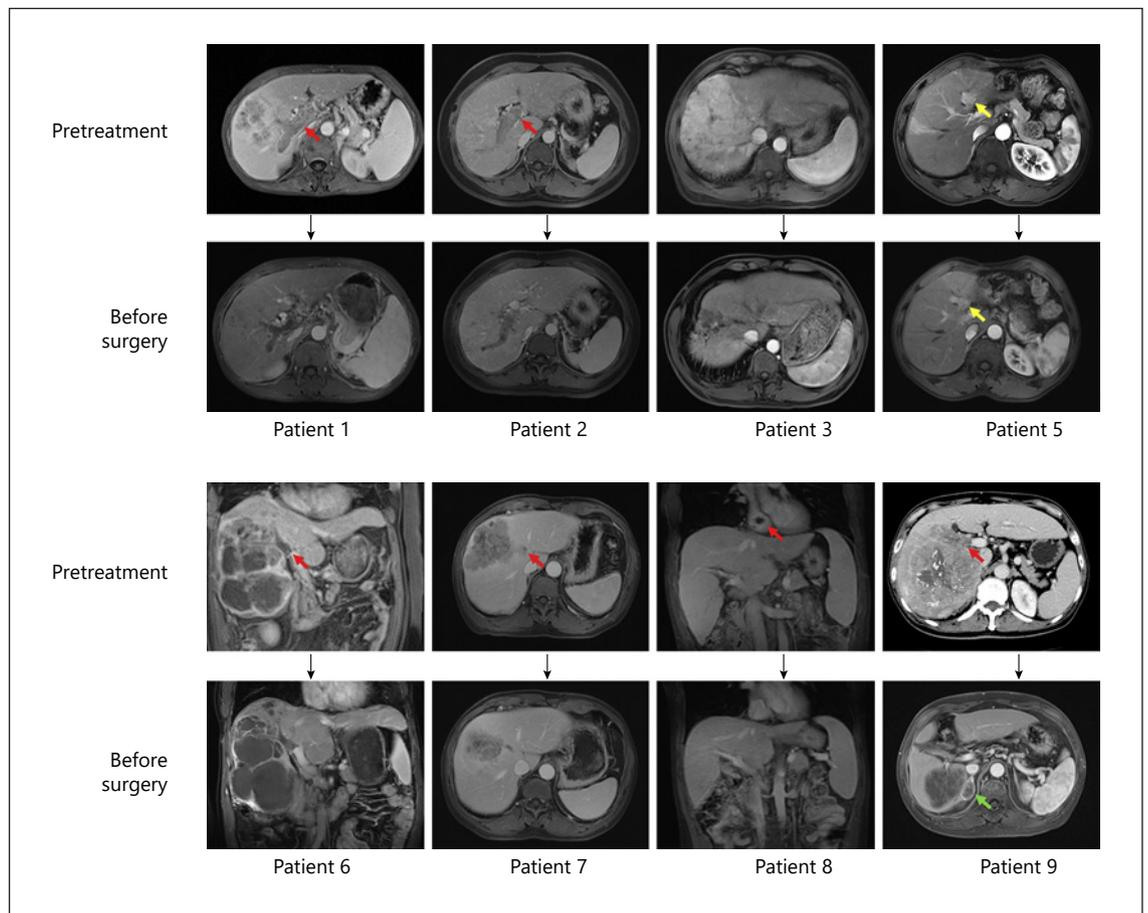 Pretreatment
Before
surgery
Patient 1
Patient 2
Patient 3
Patient 5
Pretreatment
Before
surgery
Patient 6
Patient 7
Patient 8
Patient 9